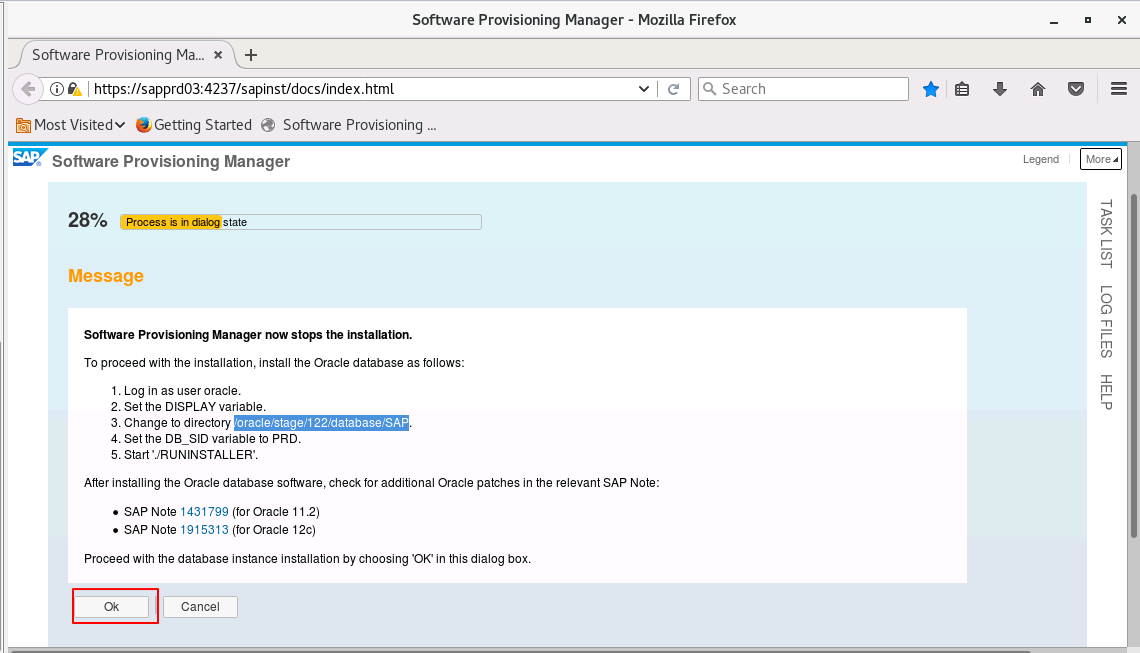 Software Provisioning Manager - Mozilla Firefox
Software Provisioning Ma...
https://sapprd03:4237/sapinst/docs/index.html
Search
Most Visited
Getting Started
Software Provisioning ...
SAP
Software Provisioning Manager
Legend
More
28%
Process is in dialog state
Message
Software Provisioning Manager now stops the installation.
To proceed with the installation, install the Oracle database as follows:
1. Log in as user oracle.
2. Set the DISPLAY variable.
3. Change to directory /oracle/stage/122/database/SAP.
4. Set the DB_SID variable to PRD.
5. Start './RUNINSTALLER'.
After installing the Oracle database software, check for additional Oracle patches in the relevant SAP Note:
• SAP Note 1431799 (for Oracle 11.2)
• SAP Note 1915313 (for Oracle 12c)
Proceed with the database instance installation by choosing 'OK' in this dialog box.
Ok
Cancel
TASK LIST
LOG FILES
HELP